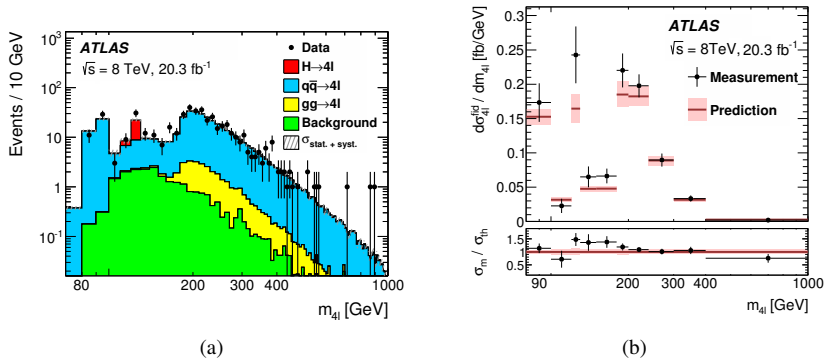 ATLAS
√s = 8 TeV, 20.3 fb⁻¹
Data
H→4l
qq̄→4l
gg→4l
Background
σstat. + syst.
Events / 10 GeV
10³
10²
10
1
10⁻¹
80
100
200
300
400
1000
m4l [GeV]
(a)
ATLAS
√s = 8TeV, 20.3 fb⁻¹
Measurement
Prediction
dσ4l^fid / dm4l [fb/GeV]
0.3
0.25
0.2
0.15
0.1
0.05
0
σm / σth
1.5
1.0
0.5
90
100
200
300
400
1000
m4l [GeV]
(b)